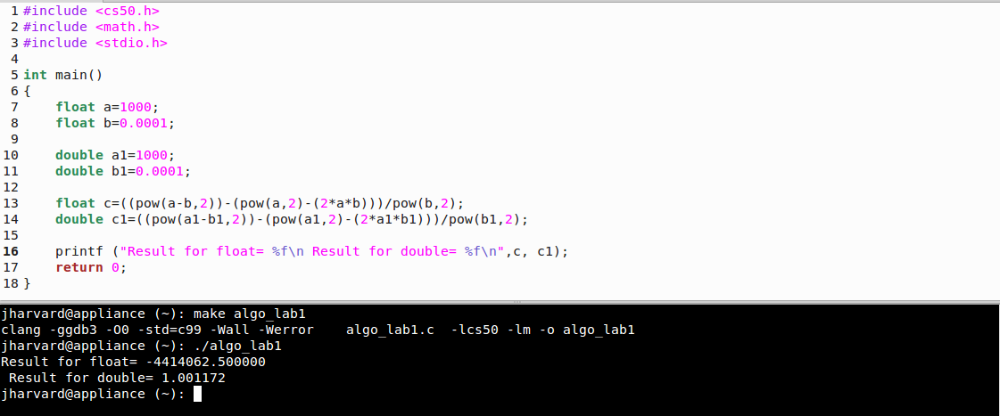 1 #include <cs50.h>
2 #include <math.h>
3 #include <stdio.h>
4
5 int main()
6 {
7     float a=1000;
8     float b=0.0001;
9
10     double a1=1000;
11     double b1=0.0001;
12
13     float c=((pow(a-b,2))-(pow(a,2)-(2*a*b)))/pow(b,2);
14     double c1=((pow(a1-b1,2))-(pow(a1,2)-(2*a1*b1)))/pow(b1,2);
15
16     printf ("Result for float= %f\n Result for double= %f\n",c, c1);
17     return 0;
18 }
jharvard@appliance (~): make algo_lab1
clang -ggdb3 -O0 -std=c99 -Wall -Werror    algo_lab1.c  -lcs50 -lm -o algo_lab1
jharvard@appliance (~): ./algo_lab1
Result for float= -4414062.500000
 Result for double= 1.001172
jharvard@appliance (~):